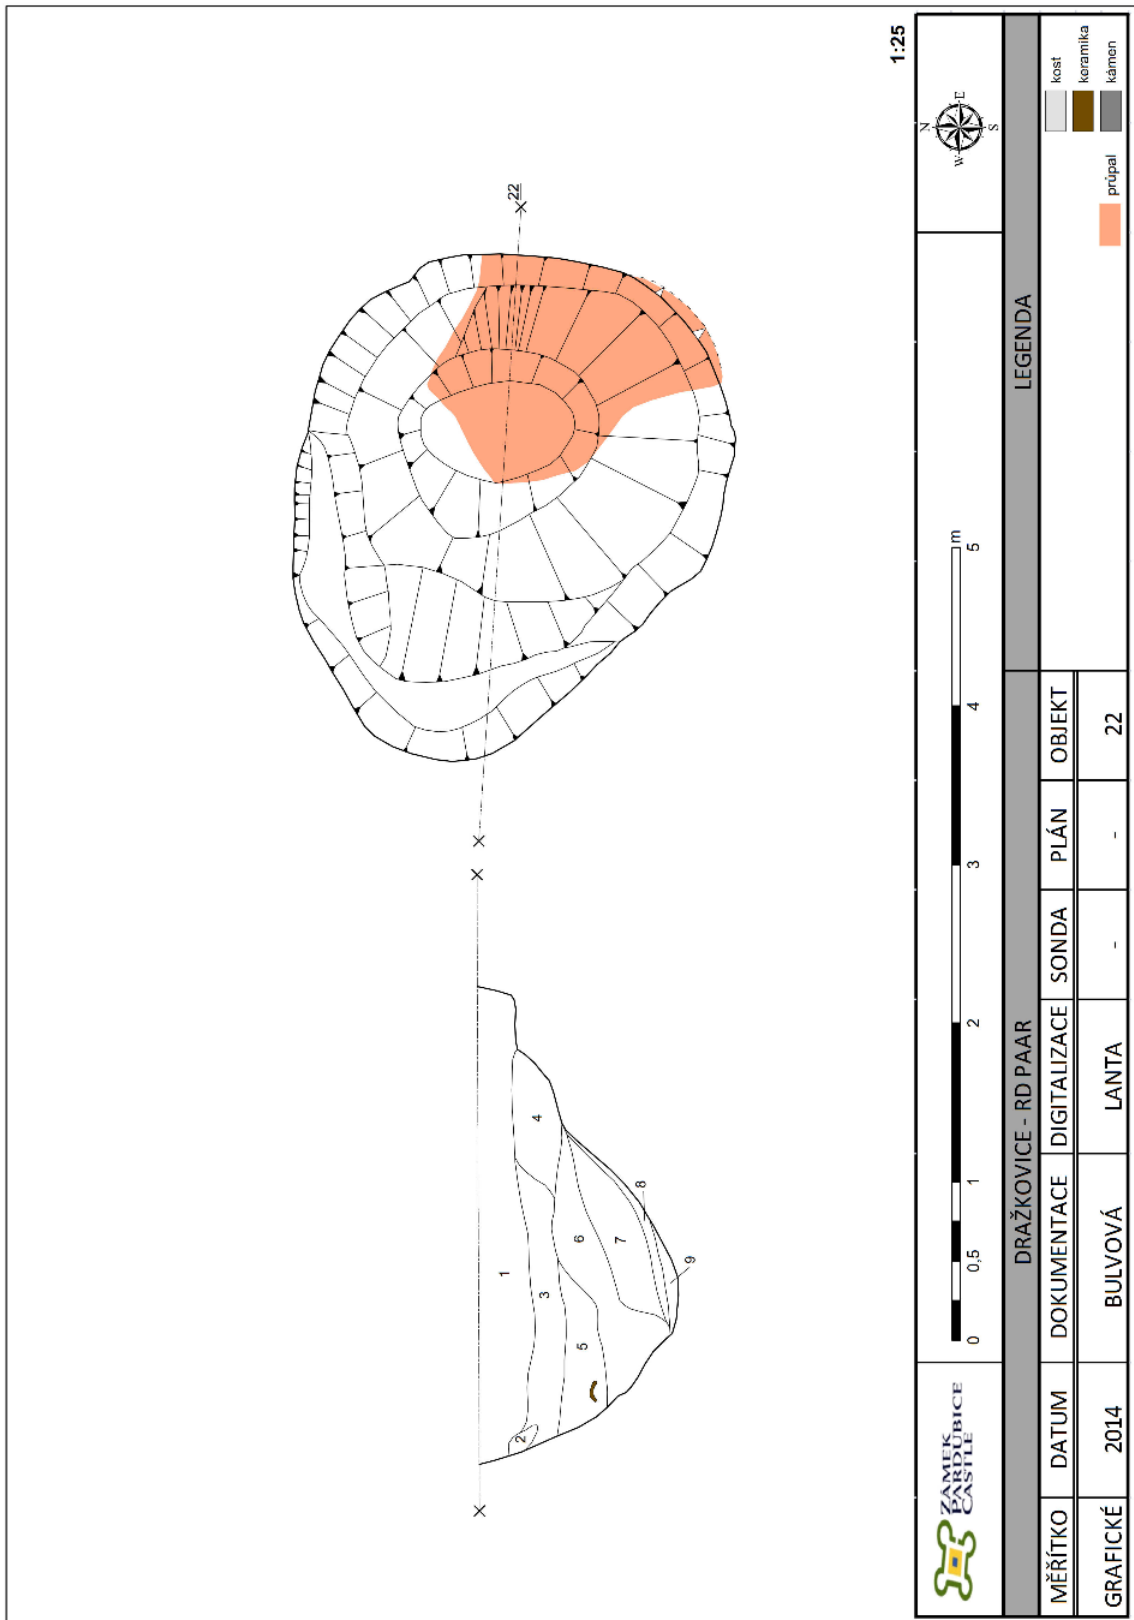 1:25
22
1
2
3
4
5
6
7
8
9
0 0,5 1 2 3 4 5 m
N
W E
S
ZÁMEK
PARDUBICE
CASTLE
DRAŽKOVICE - RD PAAR
LEGENDA
MĚŘÍTKO DATUM DOKUMENTACE DIGITALIZACE SONDA PLÁN OBJEKT
GRAFICKÉ 2014 BULVOVÁ LANTA - - 22
kost
keramika
průpal kámen